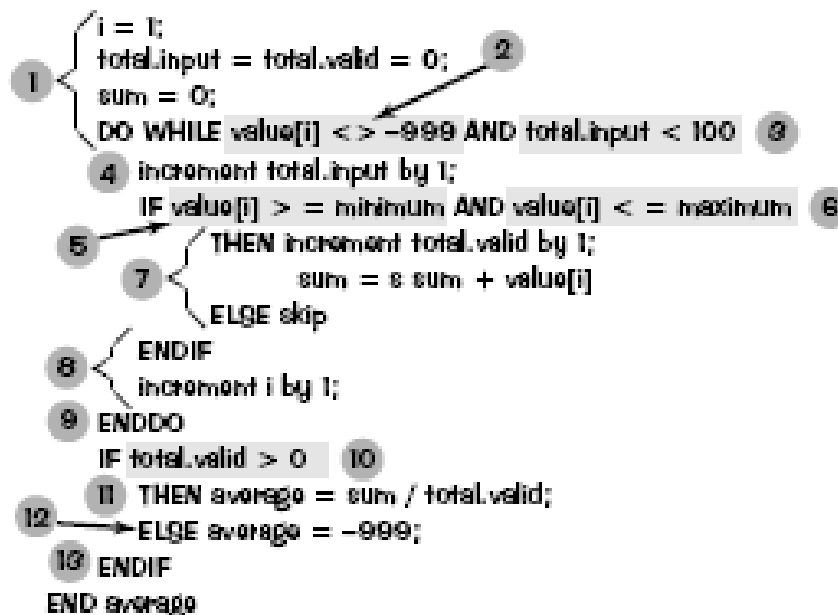 i = 1;
total.input = total.valid = 0;
2
1
sum = 0;
DO WHILE value[i] <> -999 AND total.input < 100 3
4 increment total.input by 1;
IF value[i] > = minimum AND value[i] < = maximum 6
5
THEN increment total.valid by 1;
7
sum = s sum + value[i]
ELSE skip
8
ENDIF
increment i by 1;
9 ENDDO
IF total.valid > 0 10
11 THEN average = sum / total.valid;
12 ELSE average = -999;
13 ENDIF
END average